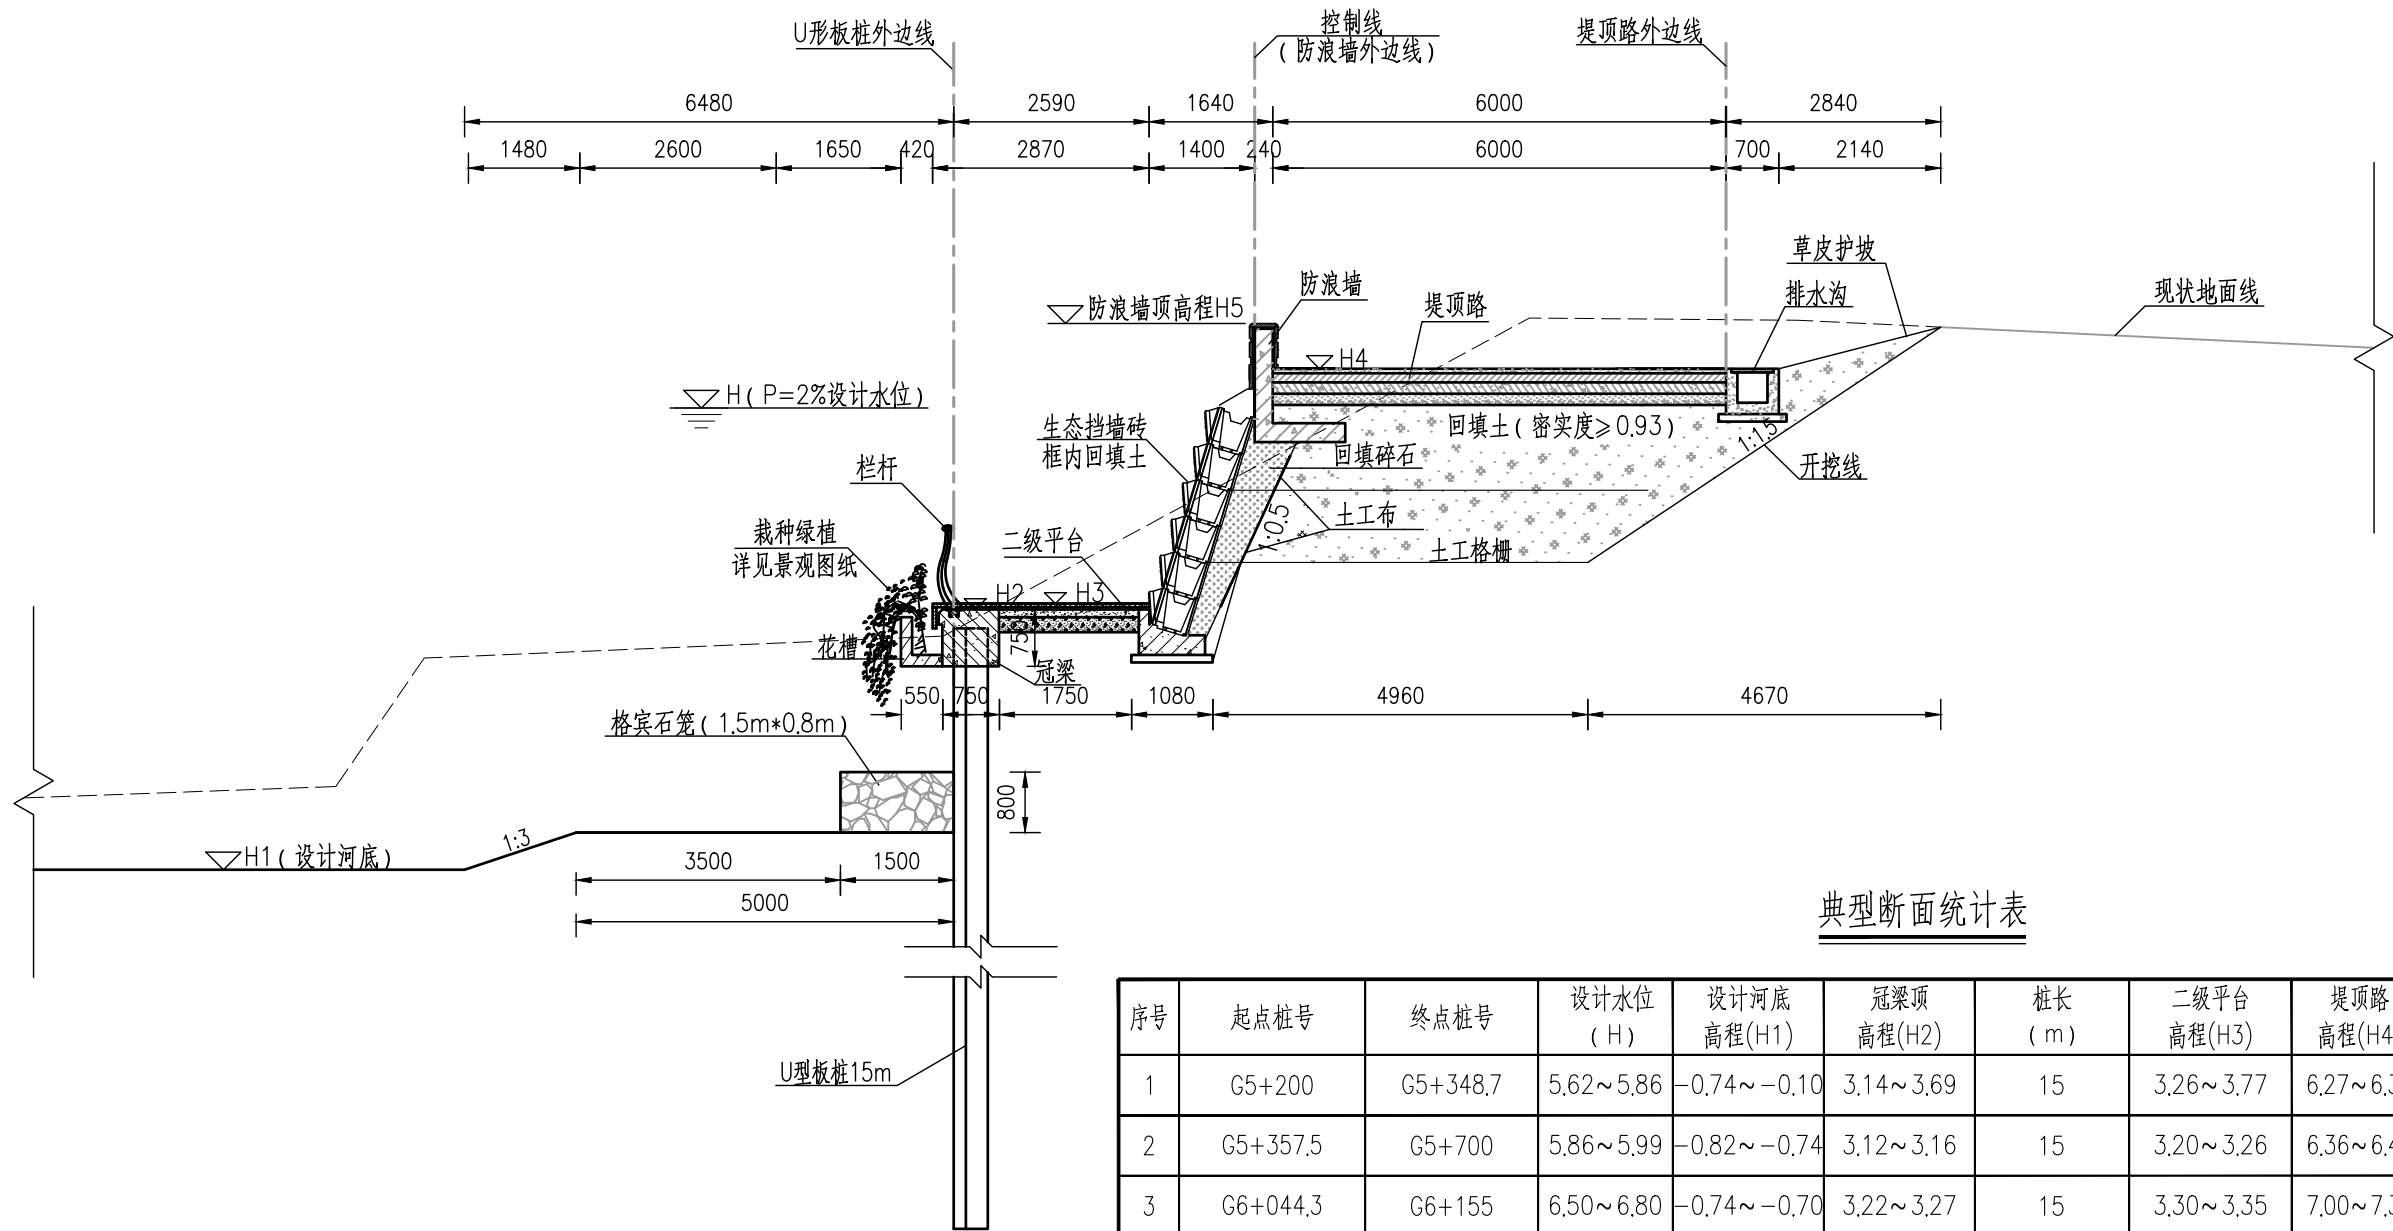 U形板桩外边线
控制线
(防浪墙外边线)
堤顶路外边线
6480 2590 1640 6000 2840
1480 2600 1650 420 2870 1400 240 6000 700 2140
草皮护坡
排水沟
现状地面线
防浪墙
防浪墙顶高程H5
堤顶路
H4
H(P=2%设计水位)
生态挡墙砖
框内回填土
回填土(密实度≥0.93)
1:1.5
回填碎石
开挖线
栏杆
土工布
1:0.5
栽种绿植
详见景观图纸
二级平台
土工格栅
H2
H3
750
花槽
冠梁
550 750 1750 1080 4960 4670
格宾石笼(1.5m*0.8m)
800
1:3
H1(设计河底)
3500 1500
5000
U型板桩15m
典型断面统计表
序号 起点桩号 终点桩号 设计水位(H) 设计河底高程(H1) 冠梁顶高程(H2) 桩长(m) 二级平台高程(H3) 堤顶路高程(H4
1 G5+200 G5+348.7 5.62~5.86 -0.74~-0.10 3.14~3.69 15 3.26~3.77 6.27~6.
2 G5+357.5 G5+700 5.86~5.99 -0.82~-0.74 3.12~3.16 15 3.20~3.26 6.36~6.
3 G6+044.3 G6+155 6.50~6.80 -0.74~-0.70 3.22~3.27 15 3.30~3.35 7.00~7.